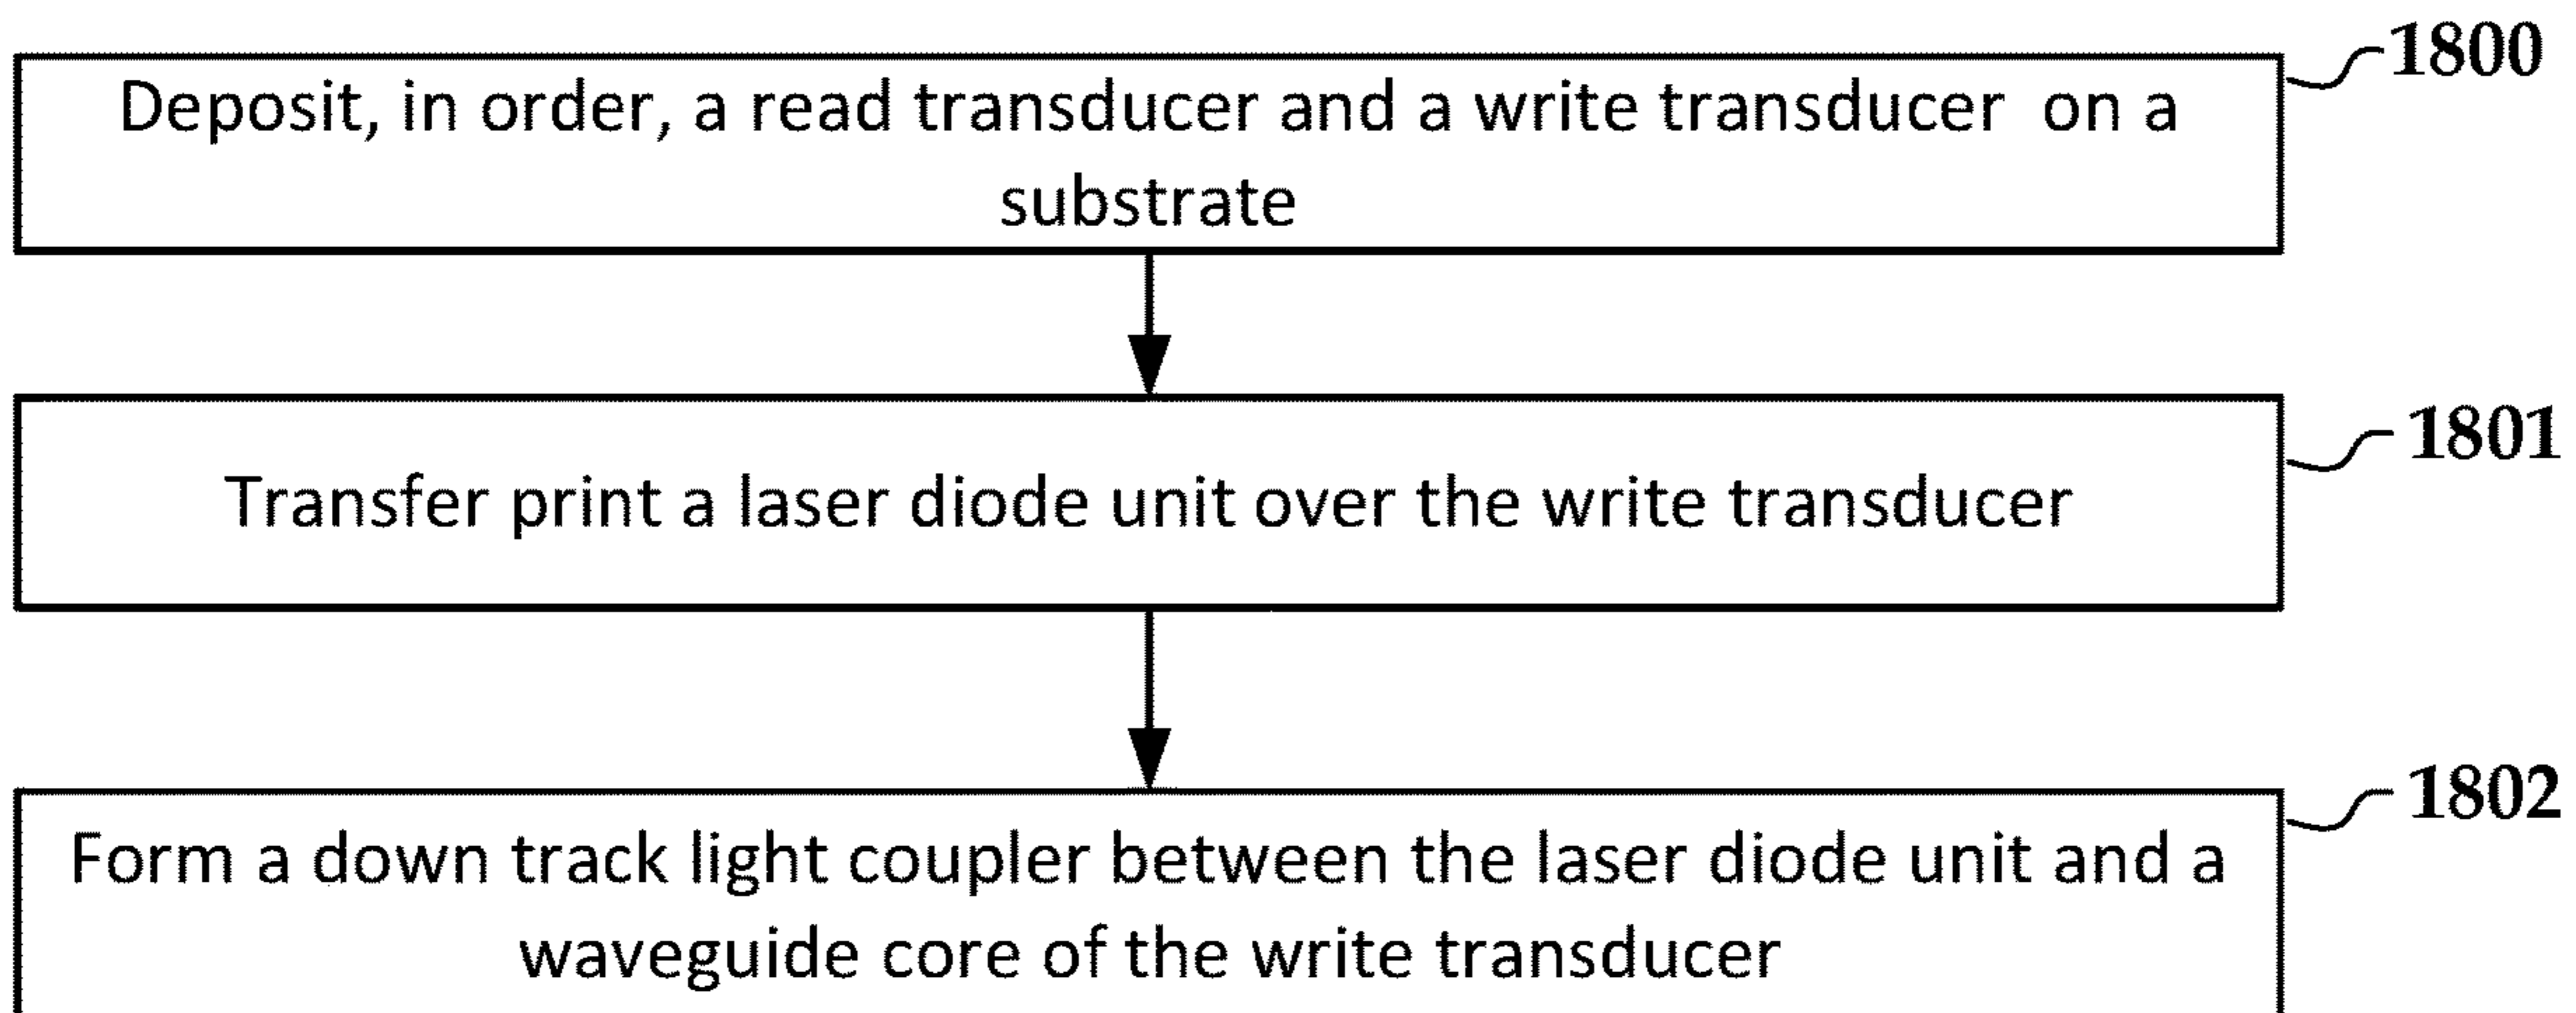 1800
Deposit, in order, a read transducer and a write transducer on a
substrate
1801
Transfer print a laser diode unit over the write transducer
1802
Form a down track light coupler between the laser diode unit and a
waveguide core of the write transducer